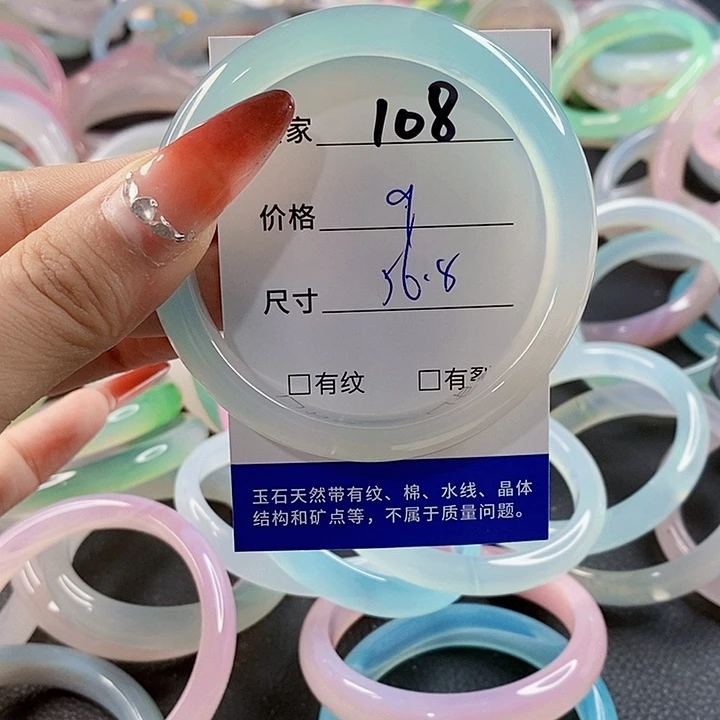 家 108
价格 9
尺寸 56.8
□有纹 □有裂
玉石天然带有纹、棉、水线、晶体
结构和矿点等，不属于质量问题。